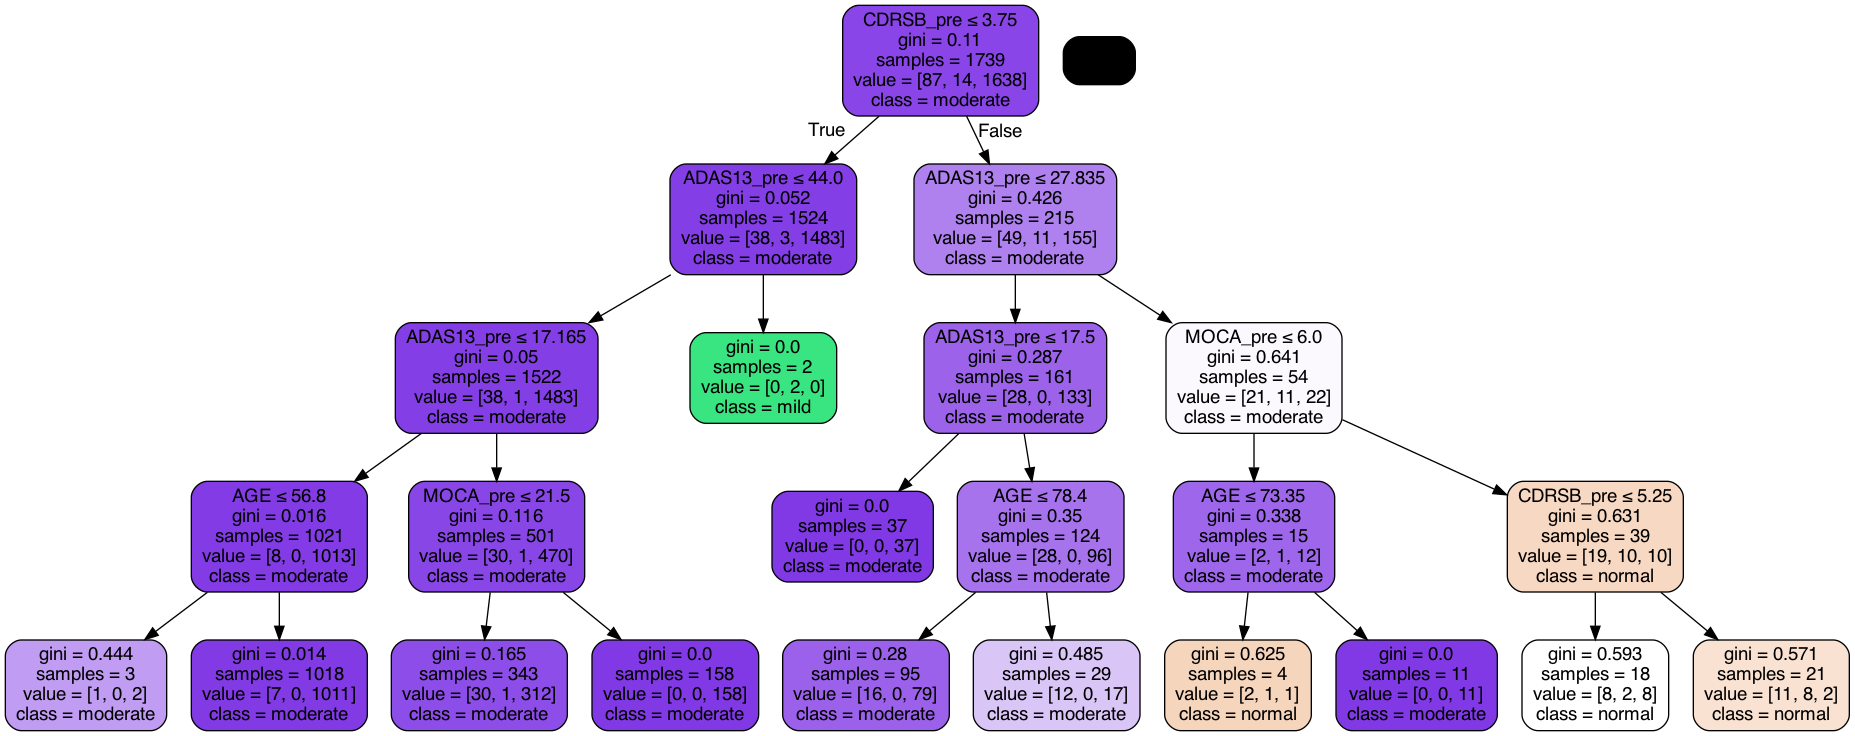 CDRSB_pre ≤ 3.75
gini = 0.11
samples = 1739
value = [87, 14, 1638]
class = moderate
True
False
ADAS13_pre ≤ 44.0
gini = 0.052
samples = 1524
value = [38, 3, 1483]
class = moderate
ADAS13_pre ≤ 27.835
gini = 0.426
samples = 215
value = [49, 11, 155]
class = moderate
ADAS13_pre ≤ 17.165
gini = 0.05
samples = 1522
value = [38, 1, 1483]
class = moderate
gini = 0.0
samples = 2
value = [0, 2, 0]
class = mild
ADAS13_pre ≤ 17.5
gini = 0.287
samples = 161
value = [28, 0, 133]
class = moderate
MOCA_pre ≤ 6.0
gini = 0.641
samples = 54
value = [21, 11, 22]
class = moderate
AGE ≤ 56.8
gini = 0.016
samples = 1021
value = [8, 0, 1013]
class = moderate
MOCA_pre ≤ 21.5
gini = 0.116
samples = 501
value = [30, 1, 470]
class = moderate
gini = 0.0
samples = 37
value = [0, 0, 37]
class = moderate
AGE ≤ 78.4
gini = 0.35
samples = 124
value = [28, 0, 96]
class = moderate
AGE ≤ 73.35
gini = 0.338
samples = 15
value = [2, 1, 12]
class = moderate
CDRSB_pre ≤ 5.25
gini = 0.631
samples = 39
value = [19, 10, 10]
class = normal
gini = 0.444
samples = 3
value = [1, 0, 2]
class = moderate
gini = 0.014
samples = 1018
value = [7, 0, 1011]
class = moderate
gini = 0.165
samples = 343
value = [30, 1, 312]
class = moderate
gini = 0.0
samples = 158
value = [0, 0, 158]
class = moderate
gini = 0.28
samples = 95
value = [16, 0, 79]
class = moderate
gini = 0.485
samples = 29
value = [12, 0, 17]
class = moderate
gini = 0.625
samples = 4
value = [2, 1, 1]
class = normal
gini = 0.0
samples = 11
value = [0, 0, 11]
class = moderate
gini = 0.593
samples = 18
value = [8, 2, 8]
class = normal
gini = 0.571
samples = 21
value = [11, 8, 2]
class = normal